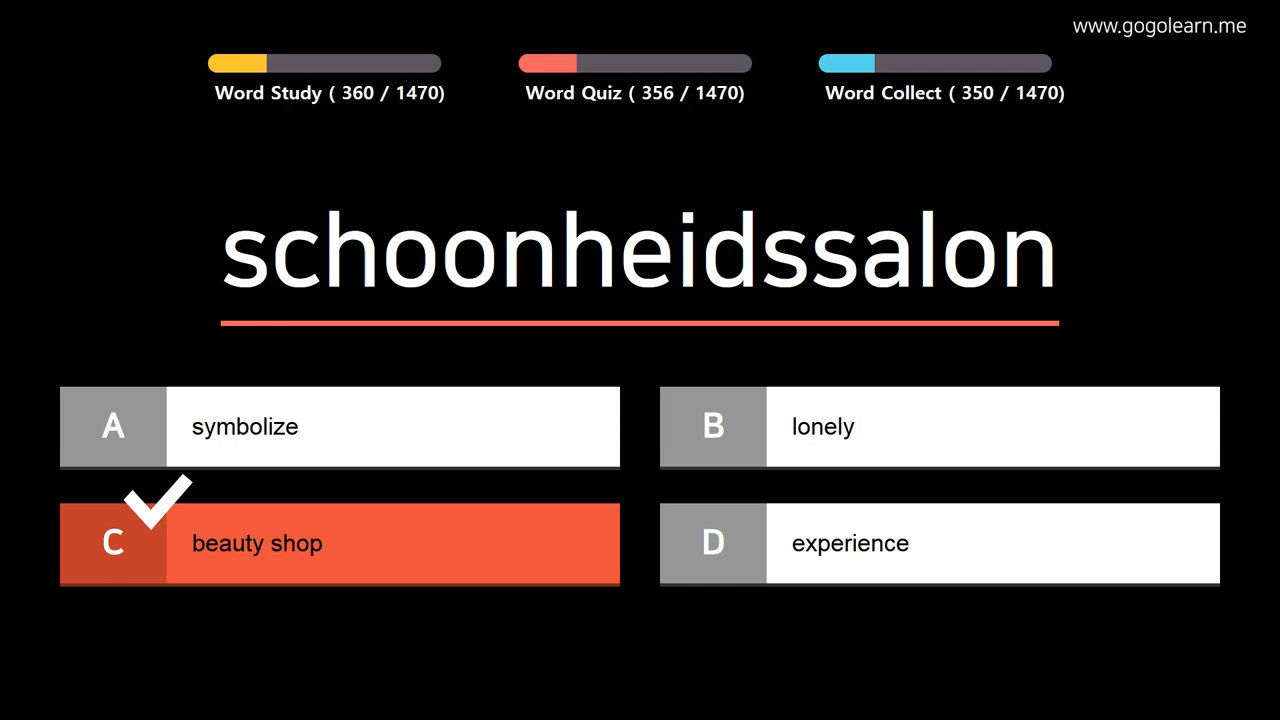 www.gogolearn.me
Word Study ( 360 / 1470)
Word Quiz ( 356 / 1470)
Word Collect ( 350 / 1470)
schoonheidssalon
A symbolize
B lonely
C beauty shop
D experience